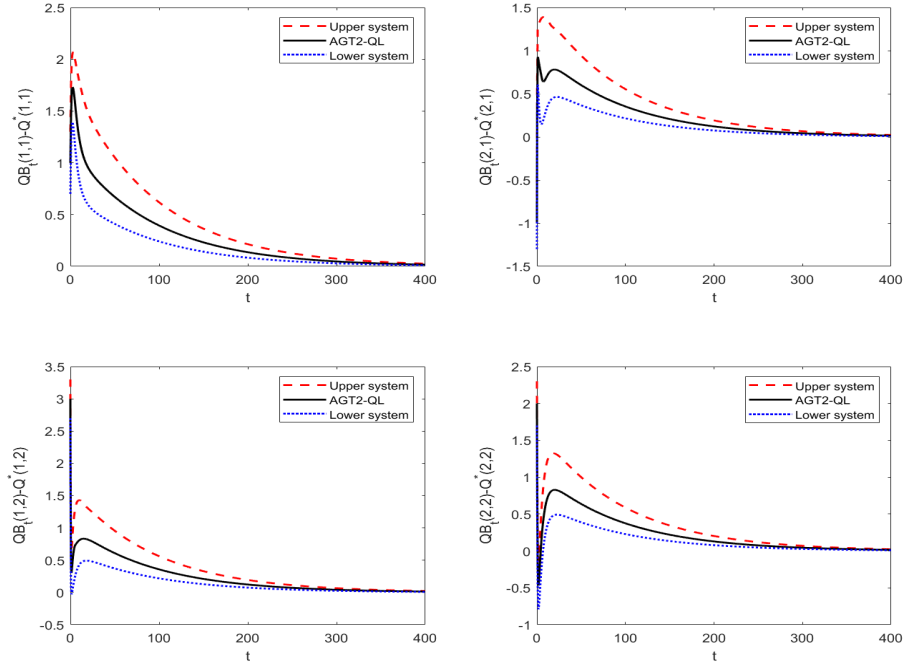 2.5
2
1.5
1
0.5
0
0
100
200
300
400
t
QB_t(1,1)-Q^*(1,1)
Upper system
AGT2-QL
Lower system
1.5
1
0.5
0
-0.5
-1
-1.5
0
100
200
300
400
t
QB_t(2,1)-Q^*(2,1)
Upper system
AGT2-QL
Lower system
3.5
3
2.5
2
1.5
1
0.5
0
-0.5
0
100
200
300
400
t
QB_t(1,2)-Q^*(1,2)
Upper system
AGT2-QL
Lower system
2.5
2
1.5
1
0.5
0
-0.5
-1
0
100
200
300
400
t
QB_t(2,2)-Q^*(2,2)
Upper system
AGT2-QL
Lower system